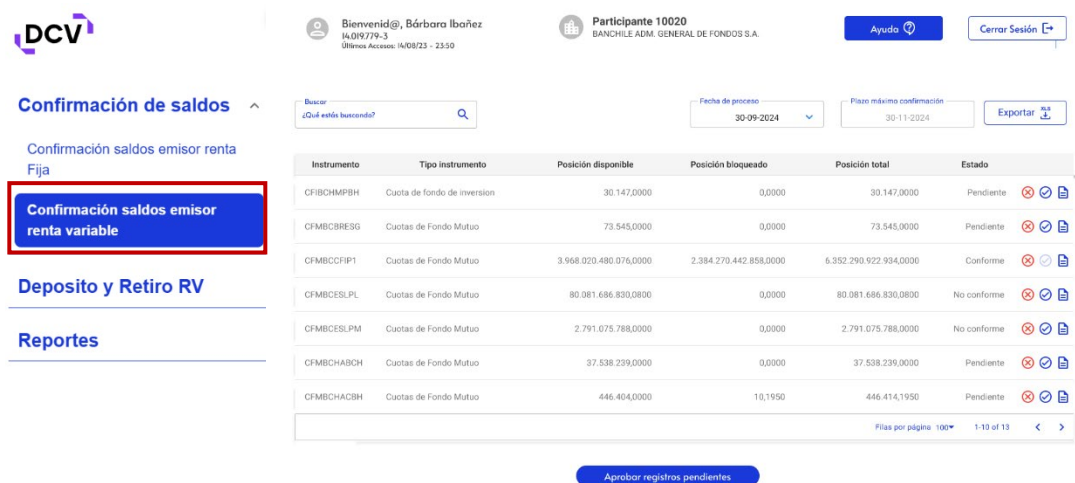 DCV
Bienvenid@, Bárbara Ibañez
14.019.779-3
Últimos Accesos: 14/08/23 - 23:50
Participante 10020
BANCHILE ADM. GENERAL DE FONDOS S.A.
Ayuda
Cerrar Sesión
Confirmación de saldos
Confirmación saldos emisor renta
Fija
Confirmación saldos emisor
renta variable
Deposito y Retiro RV
Reportes
Buscar
¿Qué estás buscando?
Fecha de proceso
30-09-2024
Plazo máximo confirmación
30-11-2024
Exportar XLS
Instrumento Tipo instrumento Posición disponible Posición bloqueado Posición total Estado
CFIBCHMPBH Cuota de fondo de inversion 30.147,0000 0,0000 30.147,0000 Pendiente
CFMBCBRESG Cuotas de Fondo Mutuo 73.545,0000 0,0000 73.545,0000 Pendiente
CFMBCCFIP1 Cuotas de Fondo Mutuo 3.968.020.480.076,0000 2.384.270.442.858,0000 6.352.290.922.934,0000 Conforme
CFMBCESLPL Cuotas de Fondo Mutuo 80.081.686.830,0800 0,0000 80.081.686.830,0800 No conforme
CFMBCESLPM Cuotas de Fondo Mutuo 2.791.075.788,0000 0,0000 2.791.075.788,0000 No conforme
CFMBCHABCH Cuotas de Fondo Mutuo 37.538.239,0000 0,0000 37.538.239,0000 Pendiente
CFMBCHACBH Cuotas de Fondo Mutuo 446.404,0000 10,1950 446.414,1950 Pendiente
Filas por página 100 1-10 of 13
Aprobar registros pendientes